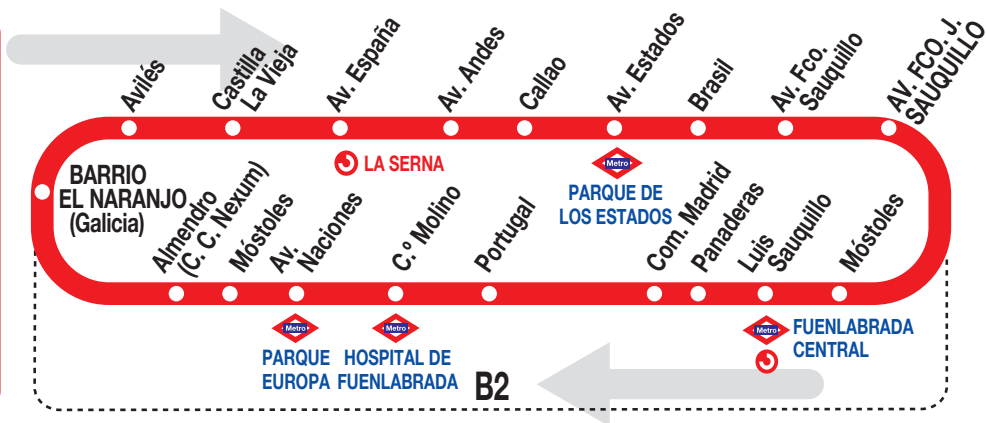 Avilés
Castilla
La Vieja
Av. España
Av. Andes
Callao
Av. Estados
Brasil
Av. Fco.
Sauquillo
AV. FCO. J.
SAUQUILLO
LA SERNA
Metro
PARQUE DE
LOS ESTADOS
BARRIO
EL NARANJO
(Galicia)
Almendro
(C. C. Nexum)
Móstoles
Av.
Naciones
C.º Molino
Portugal
Com. Madrid
Panaderas
Luis
Sauquillo
Móstoles
Metro
PARQUE
EUROPA
Metro
HOSPITAL DE
FUENLABRADA
Metro
FUENLABRADA
CENTRAL
B2